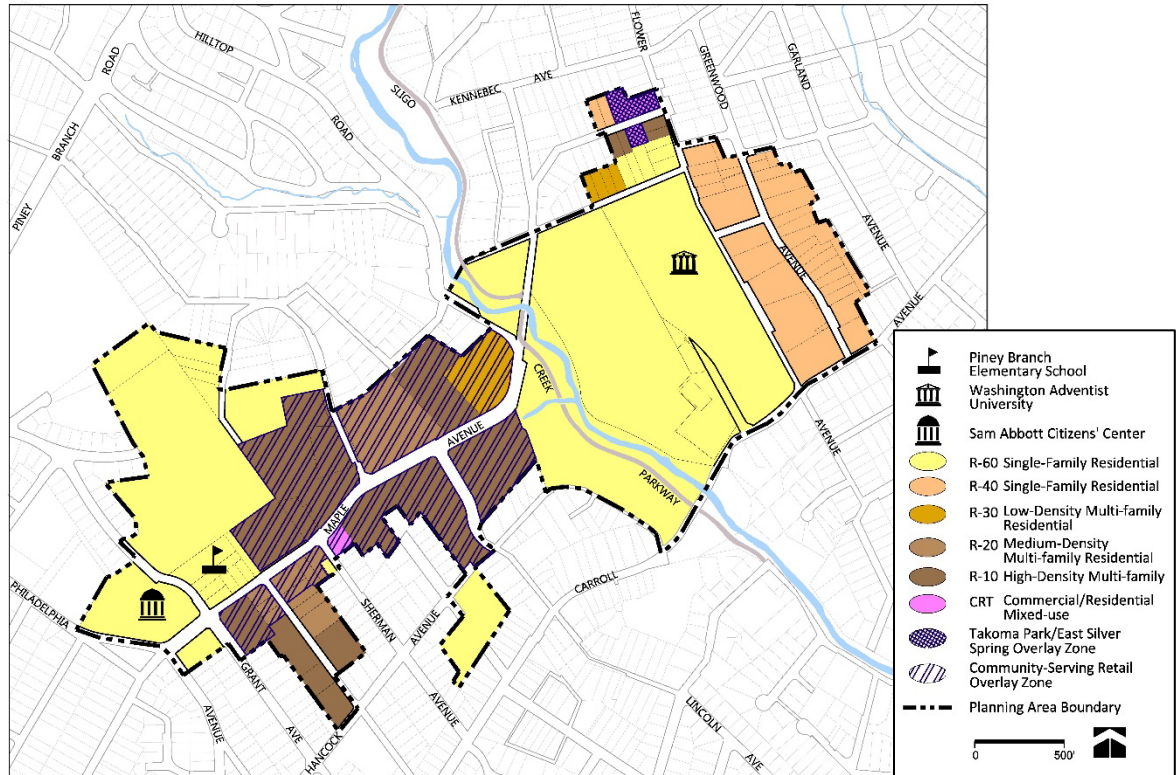 HILLTOP
ROAD
PINEY
BRANCH
ROAD
SLIGO
KENNEBEC
AVE
FLOWER
GREENWOOD
GARLAND
AVENUE
AVENUE
AVENUE
AVENUE
CREEK
PARKWAY
AVENUE
MAPLE
PHILADELPHIA
SHERMAN
AVENUE
AVENUE
CARROLL
GRANT
AVE
AVENUE
HANCOCK
LINCOLN
AVE
Piney Branch
Elementary School
Washington Adventist
University
Sam Abbott Citizens' Center
R-60 Single-Family Residential
R-40 Single-Family Residential
R-30 Low-Density Multi-family
Residential
R-20 Medium-Density
Multi-family Residential
R-10 High-Density Multi-family
CRT Commercial/Residential
Mixed-use
Takoma Park/East Silver
Spring Overlay Zone
Community-Serving Retail
Overlay Zone
Planning Area Boundary
0 500'